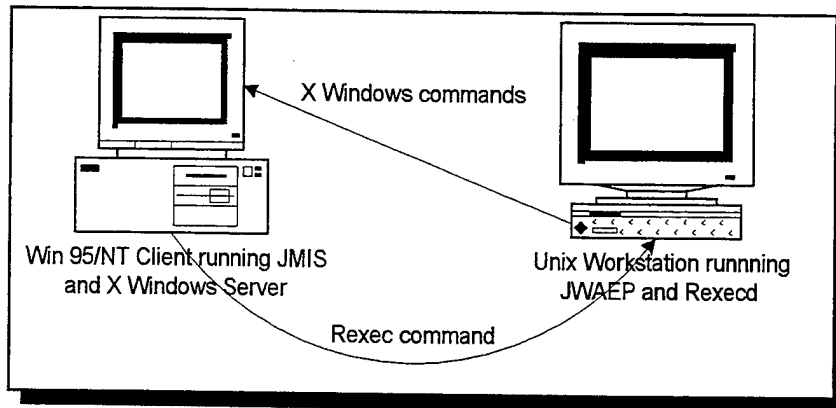 X Windows commands
Win 95/NT Client running JMIS
and X Windows Server
Unix Workstation runnning
JWAEP and Rexecd
Rexec command